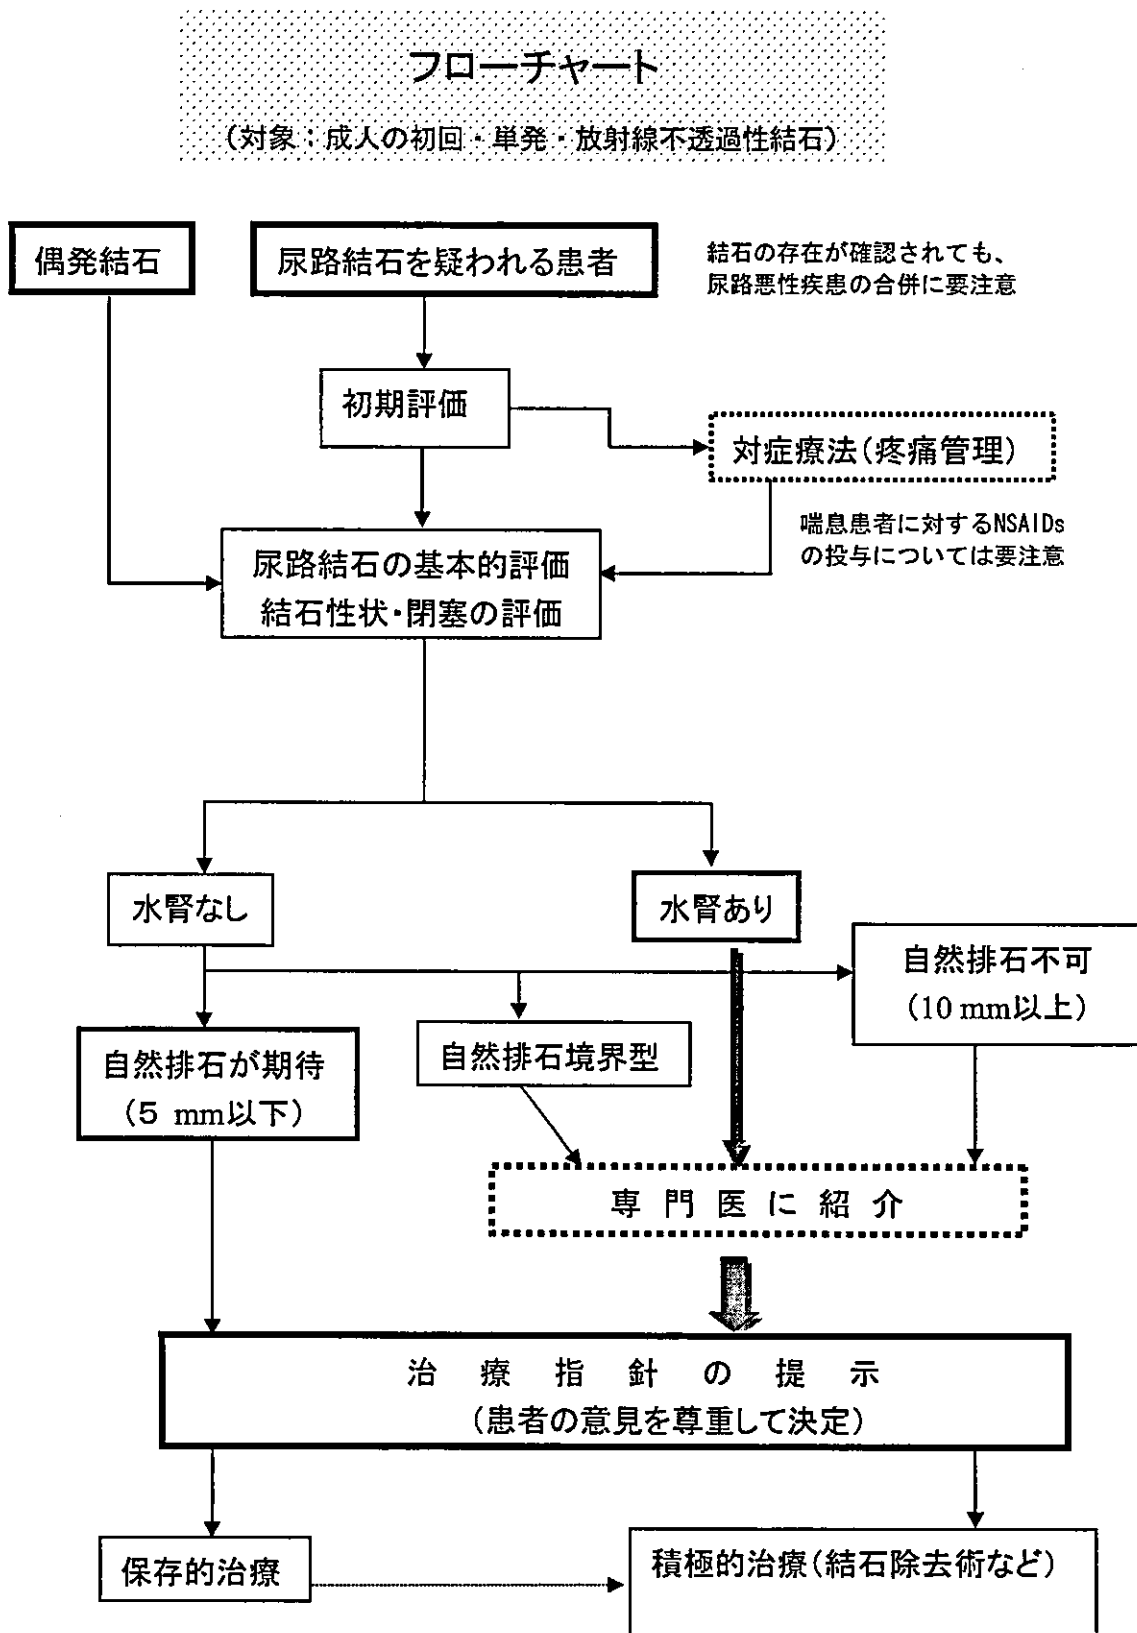 フローチャート
(対象：成人の初回・単発・放射線不透過性結石)
偶発結石
尿路結石を疑われる患者
結石の存在が確認されても、
尿路悪性疾患の合併に要注意
初期評価
対症療法(疼痛管理)
喘息患者に対するNSAIDs
の投与については要注意
尿路結石の基本的評価
結石性状・閉塞の評価
水腎なし
水腎あり
自然排石不可
(10 mm以上)
自然排石境界型
自然排石が期待
(5 mm以下)
専門医に紹介
治療指針の提示
(患者の意見を尊重して決定)
保存的治療
積極的治療(結石除去術など)